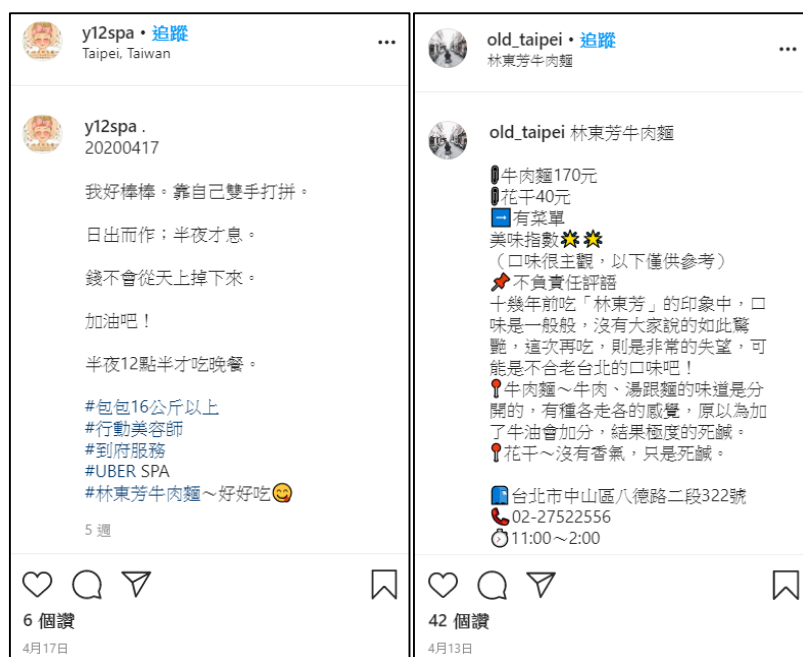 y12spa • 追蹤
Taipei, Taiwan
y12spa .
20200417
我好棒棒。靠自己雙手打拼。
日出而作；半夜才息。
錢不會從天上掉下來。
加油吧！
半夜12點半才吃晚餐。
#包包16公斤以上
#行動美容師
#到府服務
#UBER SPA
#林東芳牛肉麵～好好吃😋
5 週
6 個讚
4月17日
old_taipei • 追蹤
林東芳牛肉麵
old_taipei 林東芳牛肉麵
牛肉麵170元
花干40元
➡️有菜單
美味指數🌟🌟
（口味很主觀，以下僅供參考）
📌不負責任評語
十幾年前吃「林東芳」的印象中，口
味是一般般，沒有大家說的如此驚
艷，這次再吃，則是非常的失望，可
能是不合老台北的口味吧！
📍牛肉麵～牛肉、湯跟麵的味道是分
開的，有種各走各的感覺，原以為加
了牛油會加分，結果極度的死鹹。
📍花干～沒有香氣，只是死鹹。
📘台北市中山區八德路二段322號
📞02-27522556
⏱11:00～2:00
42 個讚
4月13日